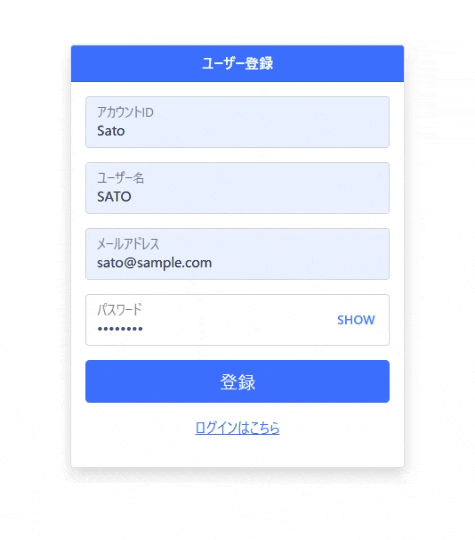 ユーザー登録
アカウントID
Sato
ユーザー名
SATO
メールアドレス
sato@sample.com
パスワード
••••••••
SHOW
登録
ログインはこちら